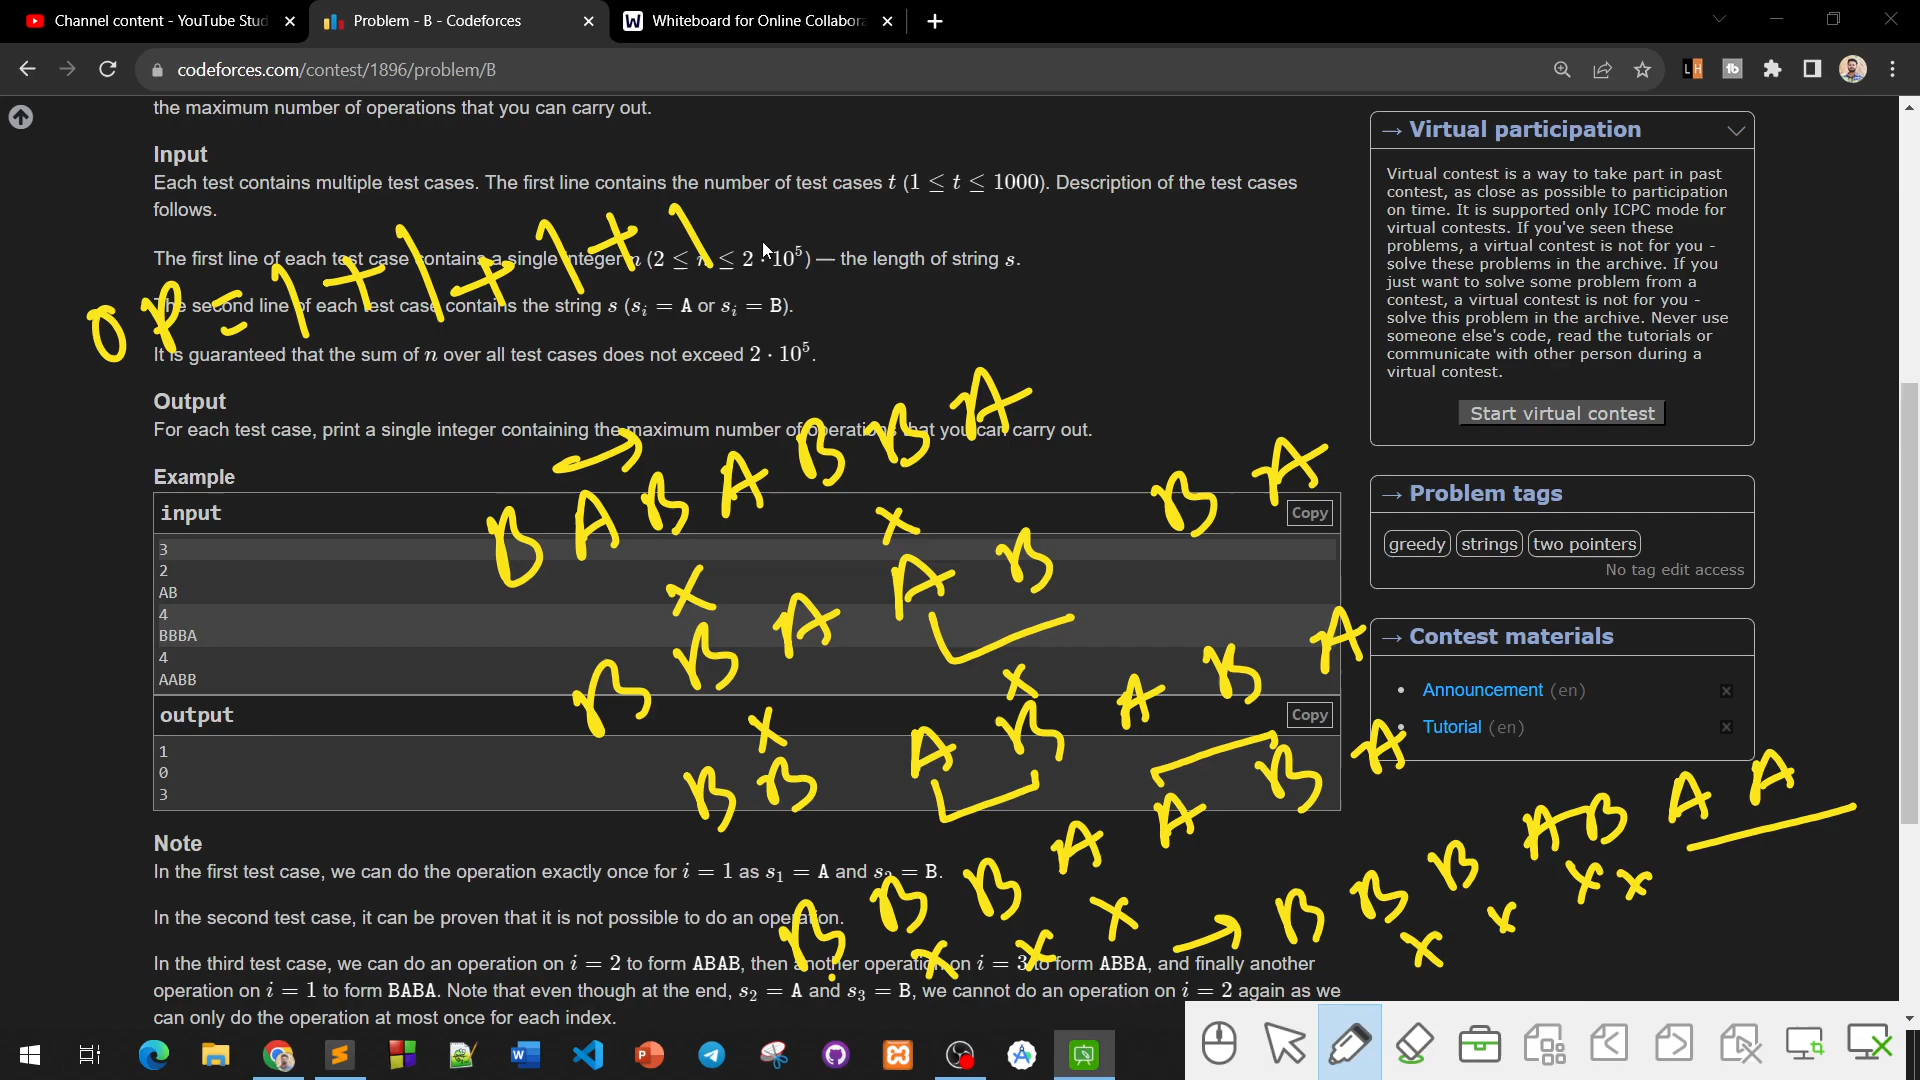 Channel content - YouTube Stud
Problem - B - Codeforces
Whiteboard for Online Collabora
codeforces.com/contest/1896/problem/B
the maximum number of operations that you can carry out.
Input
Each test contains multiple test cases. The first line contains the number of test cases t (1 ≤ t ≤ 1000). Description of the test cases
follows.
The first line of each test case contains a single integer n (2 ≤ n ≤ 2 · 10^5) — the length of string s.
OP = 1 + 1 + 1 + 1
The second line of each test case contains the string s (s_i = A or s_i = B).
It is guaranteed that the sum of n over all test cases does not exceed 2 · 10^5.
Output
For each test case, print a single integer containing the maximum number of operations that you can carry out.
Example
input
Copy
3
2
AB
4
BBBA
4
AABB
output
Copy
1
0
3
B A B A B B A
B B A A B B A
x x
B B A B A B A
x x
B B B A A B A
x x x
→ B B B A B A A
x x x x
Note
In the first test case, we can do the operation exactly once for i = 1 as s_1 = A and s_2 = B.
In the second test case, it can be proven that it is not possible to do an operation.
In the third test case, we can do an operation on i = 2 to form ABAB, then another operation on i = 3 to form ABBA, and finally another
operation on i = 1 to form BABA. Note that even though at the end, s_2 = A and s_3 = B, we cannot do an operation on i = 2 again as we
can only do the operation at most once for each index.
→ Virtual participation
Virtual contest is a way to take part in past
contest, as close as possible to participation
on time. It is supported only ICPC mode for
virtual contests. If you've seen these
problems, a virtual contest is not for you -
solve these problems in the archive. If you
just want to solve some problem from a
contest, a virtual contest is not for you -
solve this problem in the archive. Never use
someone else's code, read the tutorials or
communicate with other person during a
virtual contest.
Start virtual contest
→ Problem tags
greedy strings two pointers
No tag edit access
→ Contest materials
Announcement (en)
Tutorial (en)